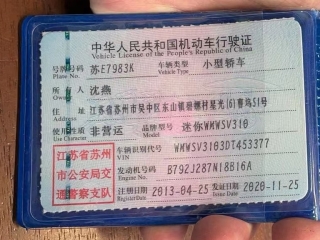 中华人民共和国机动车行驶证
Vehicle License of the People's Republic of China
号牌号码 苏E7983K 车辆类型 小型轿车
Plate No. Vehicle Type
所有人 沈燕
住址 江苏省苏州市吴中区东山镇碧螺村星光(6)曹坞51号
Address
使用性质 非营运 品牌型号 迷你WMWSV310
Use Character Model
江苏省苏州市公安局交通警察支队
车辆识别代号 WMWSV3103DT453377
VIN
发动机号码 B792J287N18B16A
Engine No.
注册日期 2013-04-25 发证日期 2020-11-25
Register Date Issue Date